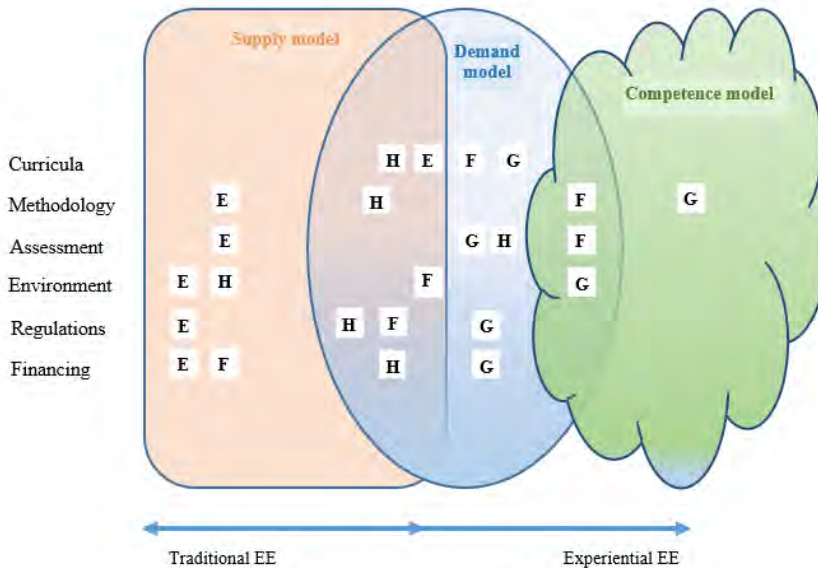 Supply model
Demand
model
Competence model
Curricula H E F G
Methodology E H F G
Assessment E G H F
Environment E H F G
Regulations E H F G
Financing E F H G
Traditional EE Experiential EE